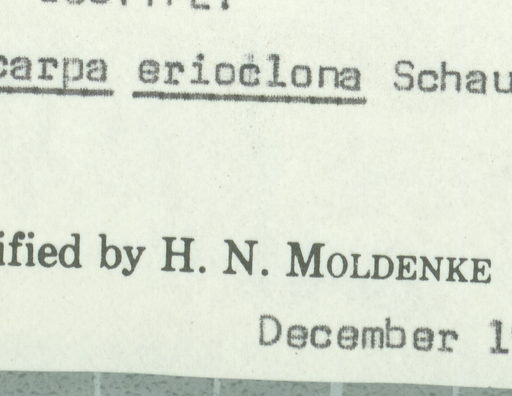 carpa erioclona Schau
ified by H. N. MOLDENKE
December 1